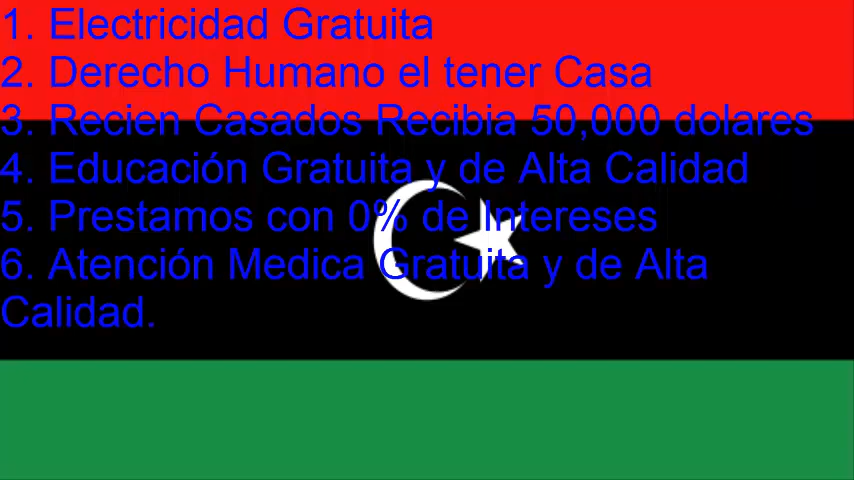 1. Electricidad Gratuita
2. Derecho Humano el tener Casa
3. Recien Casados Recibia 50,000 dolares
4. Educación Gratuita y de Alta Calidad
5. Prestamos con 0% de Intereses
6. Atención Medica Gratuita y de Alta
Calidad.